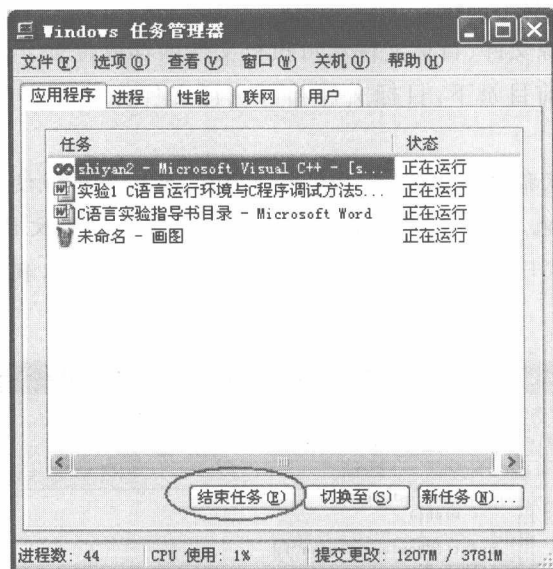 Windows 任务管理器
文件(F) 选项(O) 查看(V) 窗口(W) 关机(U) 帮助(H)
应用程序 进程 性能 联网 用户
任务 状态
shiyan2 - Microsoft Visual C++ - [s... 正在运行
实验1 C语言运行环境与C程序调试方法5... 正在运行
C语言实验指导书目录 - Microsoft Word 正在运行
未命名 - 画图 正在运行
结束任务(E) 切换至(S) 新任务(N)...
进程数: 44 CPU 使用: 1% 提交更改: 1207M / 3781M